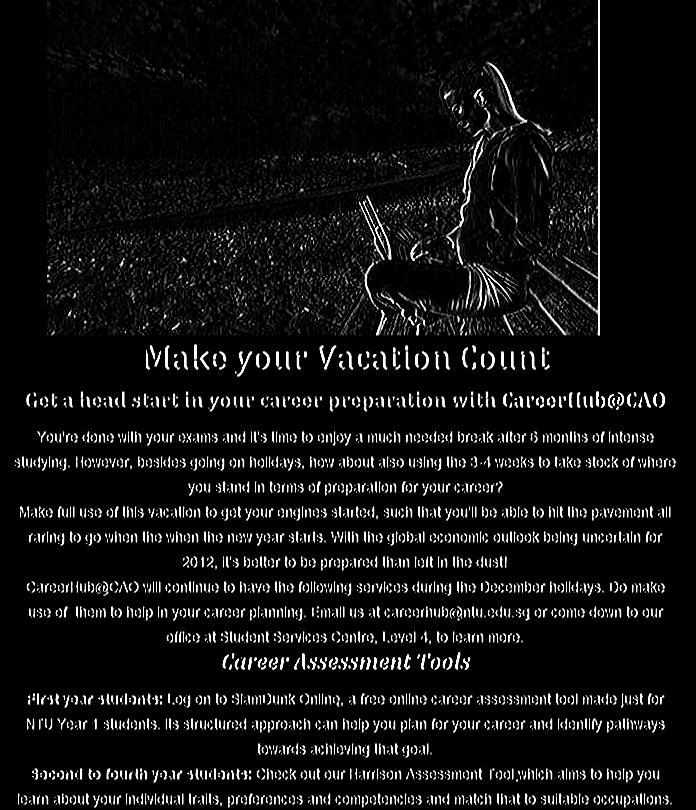 Make your Vacation Count
Get a head start in your career preparation with CareerHub@CAO
You're done with your exams and it's time to enjoy a much needed break after 6 months of intense
studying. However, besides going on holidays, how about also using the 3-4 weeks to take stock of where
you stand in terms of preparation for your career?
Make full use of this vacation to get your engines started, such that you'll be able to hit the pavement all
raring to go when the when the new year starts. With the global economic outlook being uncertain for
2012, it's better to be prepared than left in the dust!
CareerHub@CAO will continue to have the following services during the December holidays. Do make
use of them to help in your career planning. Email us at careerhub@ntu.edu.sg or come down to our
office at Student Services Centre, Level 4, to learn more.
Career Assessment Tools
First year students: Log on to SlamDunk Online, a free online career assessment tool made just for
NTU Year 1 students. Its structured approach can help you plan for your career and identify pathways
towards achieving that goal.
Second to fourth year students: Check out our Harrison Assessment Tool,which aims to help you
learn about your individual traits, preferences and competencies and match that to suitable occupations.